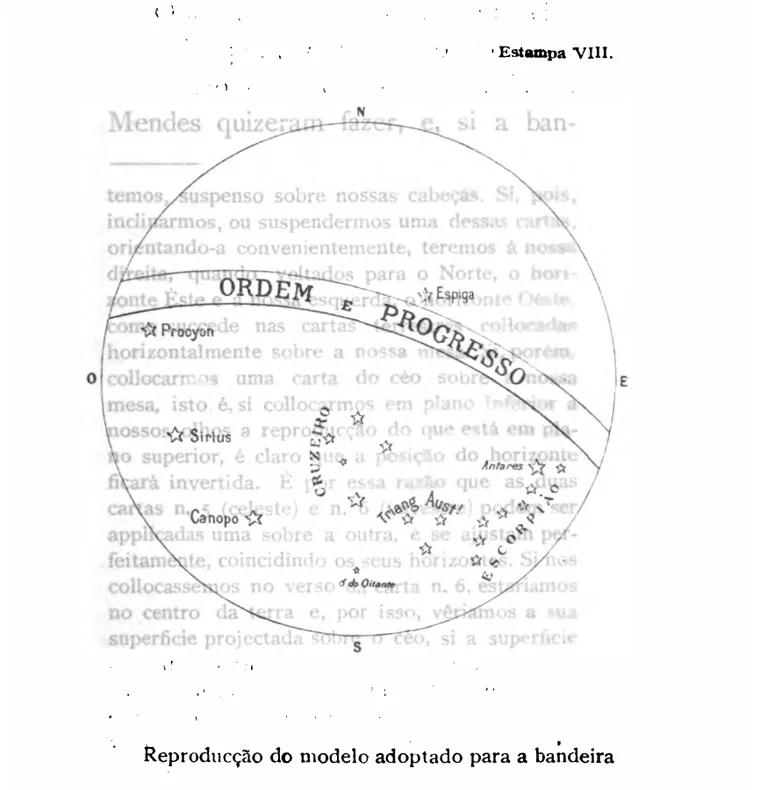 Estampa VIII.
N
Mendes quizeram fazer, e, si a ban-
temos, suspenso sobre nossas cabeças. Si, pois,
inclinarmos, ou suspendermos uma dessas cartas,
orientando-a convenientemente, teremos á nossa
direita, quando voltados para o Norte, o hori-
ORDEM E PROGRESSO
Espiga
zonte Éste e á nossa esquerda, o horizonte Oéste,
Procyon
como succede nas cartas collocadas
horizontalmente sobre a nossa porém,
O
E
collocarmos uma carta do céo sobre nossa
mesa, isto é, si collocarmos em plano inferior a
CRUZEIRO
Sirius
nossos olhos a reproducção do que está em pla-
no superior, é claro que a posição do horizonte
Antares
ficará invertida. É por essa razão que as duas
Triang Austr.
ESCORPIÃO
Canopo
cartas n. 5 (celeste) e n. 6 podem ser
applicadas uma sobre a outra, e se ajustam per-
feitamente, coincidindo os seus horizontes. Si nos
δ do Oitante
collocassemos no verso da carta n. 6, estariamos
no centro da terra e, por isso, vêriamos a sua
superficie projectada sobre o céo, si a superficie
S
Reproducção do modelo adoptado para a bandeira